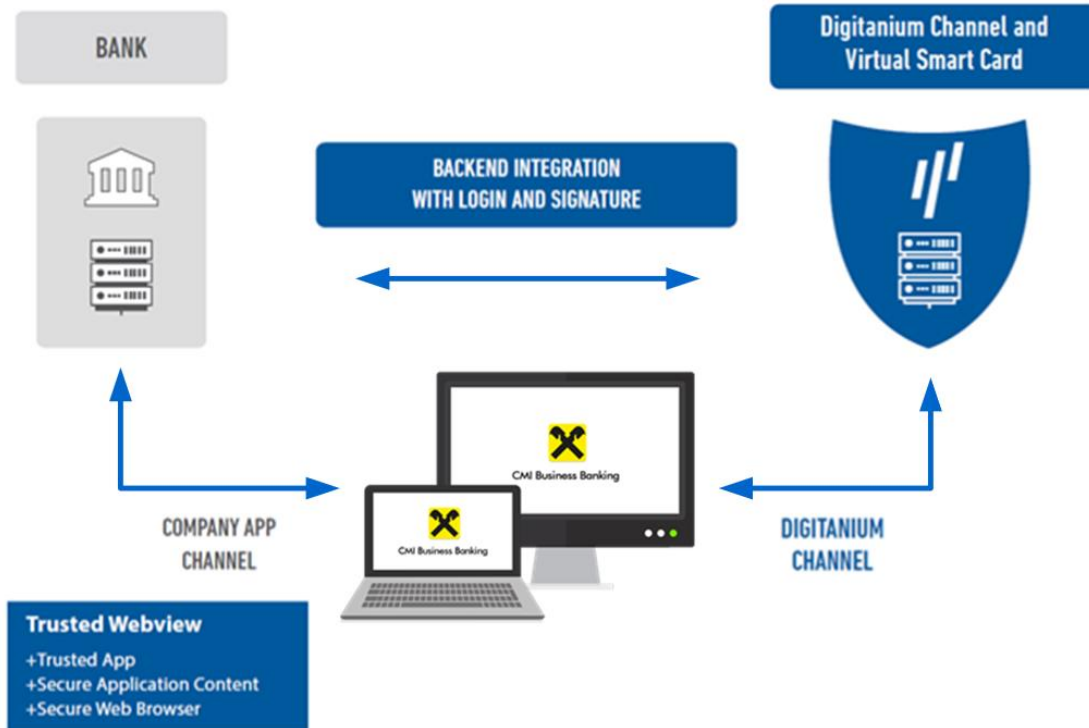 BANK
Digitanium Channel and
Virtual Smart Card
BACKEND INTEGRATION
WITH LOGIN AND SIGNATURE
CMI Business Banking
CMI Business Banking
COMPANY APP
CHANNEL
DIGITANIUM
CHANNEL
Trusted Webview
+Trusted App
+Secure Application Content
+Secure Web Browser